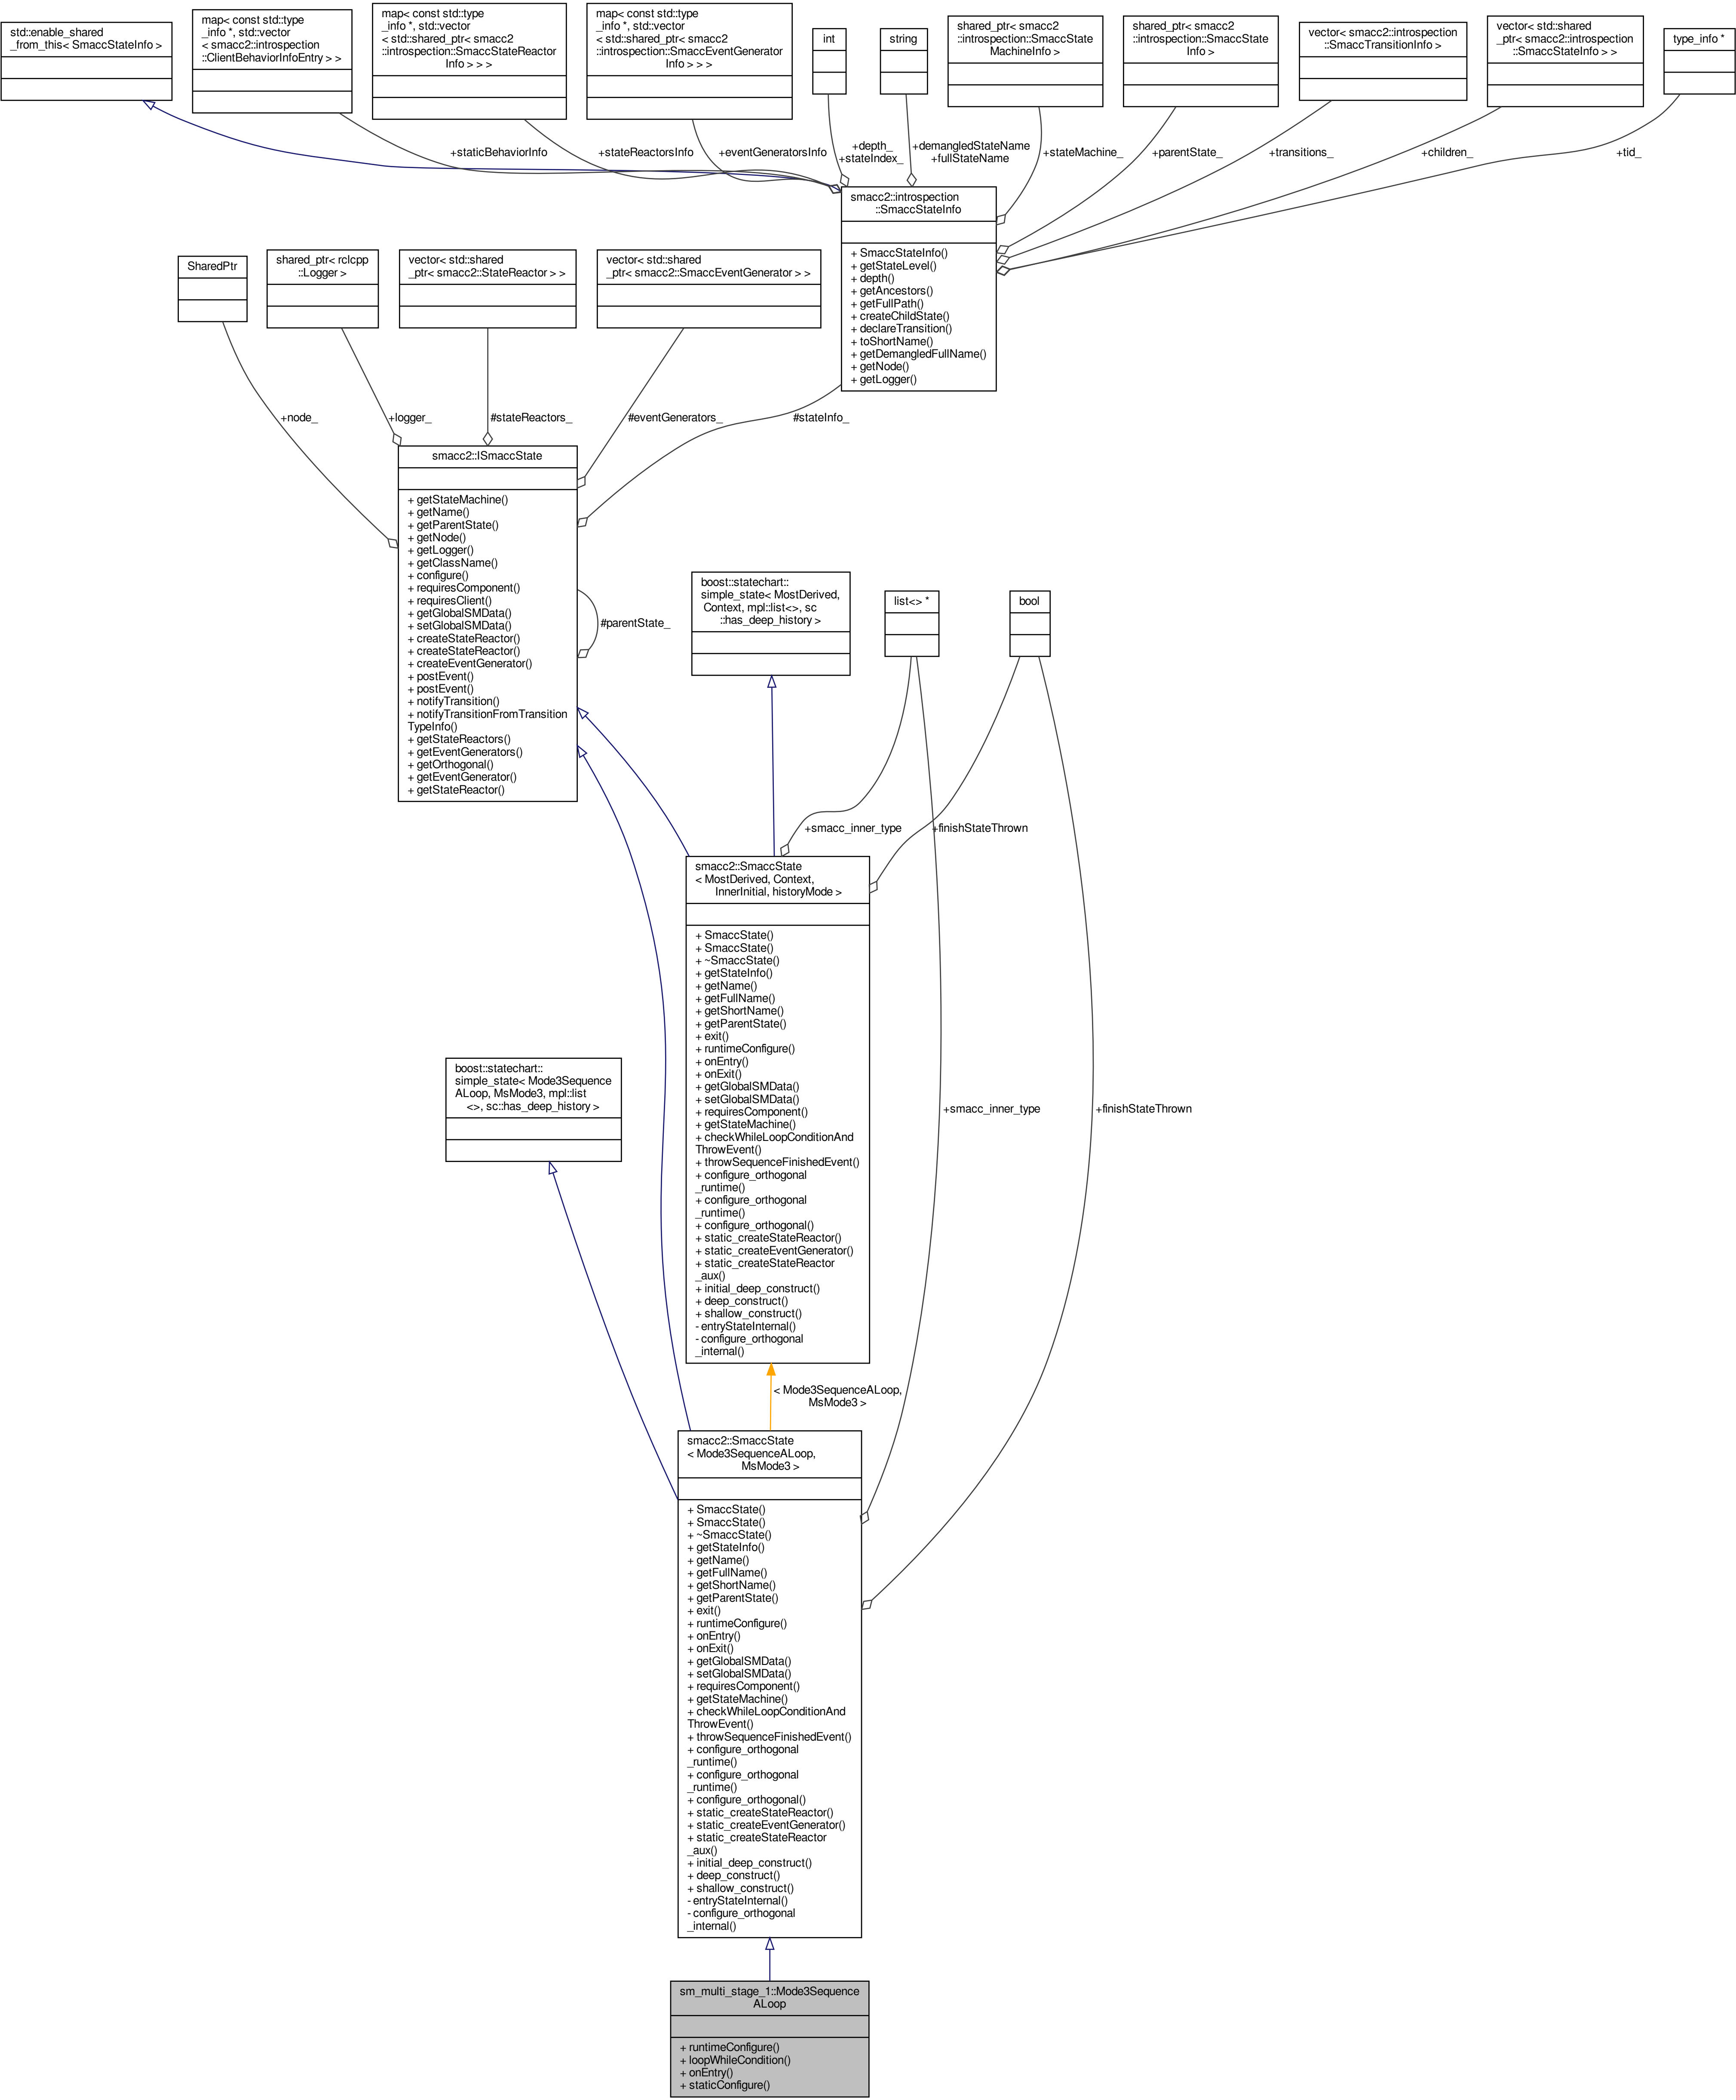 std::enable_shared
_from_this< SmaccStateInfo >
map< const std::type
_info *, std::vector
< smacc2::introspection
::ClientBehaviorInfoEntry > >
map< const std::type
_info *, std::vector
< std::shared_ptr< smacc2
::introspection::SmaccStateReactor
Info > > >
map< const std::type
_info *, std::vector
< std::shared_ptr< smacc2
::introspection::SmaccEventGenerator
Info > > >
int
string
shared_ptr< smacc2
::introspection::SmaccState
MachineInfo >
shared_ptr< smacc2
::introspection::SmaccState
Info >
vector< smacc2::introspection
::SmaccTransitionInfo >
vector< std::shared
_ptr< smacc2::introspection
::SmaccStateInfo > >
type_info *
+staticBehaviorInfo
+stateReactorsInfo
+eventGeneratorsInfo
+depth_
+stateIndex_
+demangledStateName
+fullStateName
+stateMachine_
+parentState_
+transitions_
+children_
+tid_
smacc2::introspection
::SmaccStateInfo
+ SmaccStateInfo()
+ getStateLevel()
+ depth()
+ getAncestors()
+ getFullPath()
+ createChildState()
+ declareTransition()
+ toShortName()
+ getDemangledFullName()
+ getNode()
+ getLogger()
SharedPtr
shared_ptr< rclcpp
::Logger >
vector< std::shared
_ptr< smacc2::StateReactor > >
vector< std::shared
_ptr< smacc2::SmaccEventGenerator > >
+node_
+logger_
#stateReactors_
#eventGenerators_
#stateInfo_
smacc2::ISmaccState
+ getStateMachine()
+ getName()
+ getParentState()
+ getNode()
+ getLogger()
+ getClassName()
+ configure()
+ requiresComponent()
+ requiresClient()
+ getGlobalSMData()
+ setGlobalSMData()
+ createStateReactor()
+ createStateReactor()
+ createEventGenerator()
+ postEvent()
+ postEvent()
+ notifyTransition()
+ notifyTransitionFromTransition
TypeInfo()
+ getStateReactors()
+ getEventGenerators()
+ getOrthogonal()
+ getEventGenerator()
+ getStateReactor()
#parentState_
boost::statechart::
simple_state< MostDerived,
Context, mpl::list<>, sc
::has_deep_history >
list<> *
bool
+smacc_inner_type
+finishStateThrown
smacc2::SmaccState
< MostDerived, Context,
InnerInitial, historyMode >
+ SmaccState()
+ SmaccState()
+ ~SmaccState()
+ getStateInfo()
+ getName()
+ getFullName()
+ getShortName()
+ getParentState()
+ exit()
+ runtimeConfigure()
+ onEntry()
+ onExit()
+ getGlobalSMData()
+ setGlobalSMData()
+ requiresComponent()
+ getStateMachine()
+ checkWhileLoopConditionAnd
ThrowEvent()
+ throwSequenceFinishedEvent()
+ configure_orthogonal
_runtime()
+ configure_orthogonal
_runtime()
+ configure_orthogonal()
+ static_createStateReactor()
+ static_createEventGenerator()
+ static_createStateReactor
_aux()
+ initial_deep_construct()
+ deep_construct()
+ shallow_construct()
- entryStateInternal()
- configure_orthogonal
_internal()
boost::statechart::
simple_state< Mode3Sequence
ALoop, MsMode3, mpl::list
<>, sc::has_deep_history >
+smacc_inner_type
+finishStateThrown
< Mode3SequenceALoop,
MsMode3 >
smacc2::SmaccState
< Mode3SequenceALoop,
MsMode3 >
+ SmaccState()
+ SmaccState()
+ ~SmaccState()
+ getStateInfo()
+ getName()
+ getFullName()
+ getShortName()
+ getParentState()
+ exit()
+ runtimeConfigure()
+ onEntry()
+ onExit()
+ getGlobalSMData()
+ setGlobalSMData()
+ requiresComponent()
+ getStateMachine()
+ checkWhileLoopConditionAnd
ThrowEvent()
+ throwSequenceFinishedEvent()
+ configure_orthogonal
_runtime()
+ configure_orthogonal
_runtime()
+ configure_orthogonal()
+ static_createStateReactor()
+ static_createEventGenerator()
+ static_createStateReactor
_aux()
+ initial_deep_construct()
+ deep_construct()
+ shallow_construct()
- entryStateInternal()
- configure_orthogonal
_internal()
sm_multi_stage_1::Mode3Sequence
ALoop
+ runtimeConfigure()
+ loopWhileCondition()
+ onEntry()
+ staticConfigure()